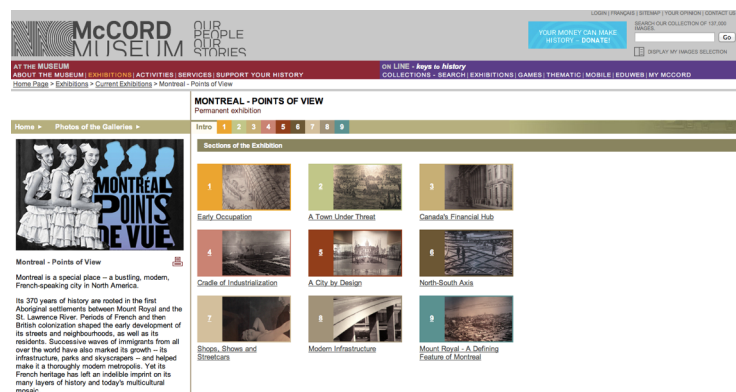 LOGIN | FRANÇAIS | SITEMAP | YOUR OPINION | CONTACT US
McCORD
MUSEUM
OUR
PEOPLE
OUR
STORIES
YOUR MONEY CAN MAKE
HISTORY – DONATE!
SEARCH OUR COLLECTION OF 137,000
IMAGES
Go
DISPLAY MY IMAGES SELECTION
AT THE MUSEUM
ABOUT THE MUSEUM | EXHIBITIONS | ACTIVITIES | SERVICES | SUPPORT YOUR HISTORY
ON LINE - keys to history
COLLECTIONS - SEARCH | EXHIBITIONS | GAMES | THEMATIC | MOBILE | EDUWEB | MY MCCORD
Home Page > Exhibitions > Current Exhibitions > Montreal - Points of View
MONTREAL - POINTS OF VIEW
Permanent exhibition
Home Photos of the Galleries
Intro 1 2 3 4 5 6 7 8 9
Sections of the Exhibition
MONTRÉAL
POINTS
DE VUE
1
Early Occupation
2
A Town Under Threat
3
Canada's Financial Hub
4
Cradle of Industrialization
5
A City by Design
6
North-South Axis
7
Shops, Shows and
Streetcars
8
Modern Infrastructure
9
Mount Royal - A Defining
Feature of Montreal
Montreal - Points of View
Montreal is a special place – a bustling, modern,
French-speaking city in North America.
Its 370 years of history are rooted in the first
Aboriginal settlements between Mount Royal and the
St. Lawrence River. Periods of French and then
British colonization shaped the early development of
its streets and neighbourhoods, as well as its
residents. Successive waves of immigrants from all
over the world have also marked its growth – its
infrastructure, parks and skyscrapers – and helped
make it a thoroughly modern metropolis. Yet its
French heritage has left an indelible imprint on its
many layers of history and today's multicultural
mosaic.